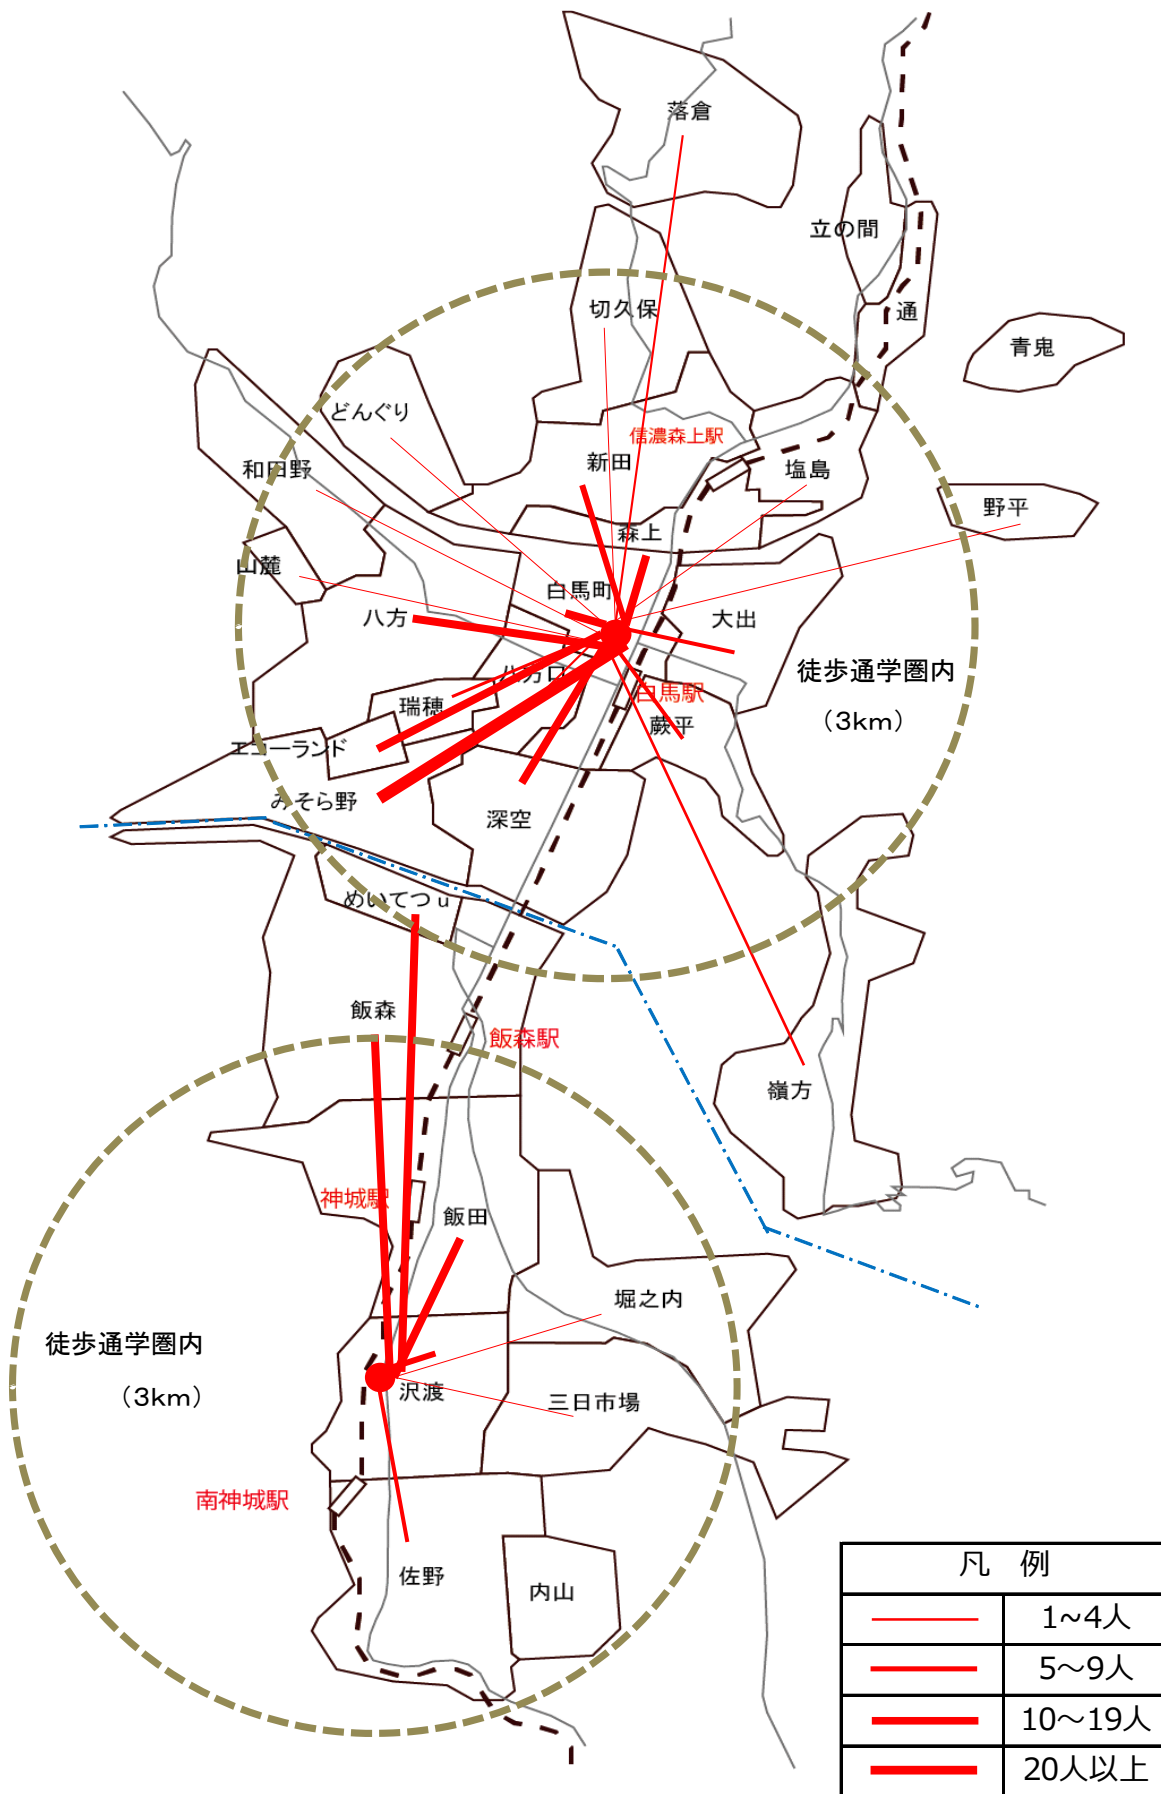 落倉
立の間
切久保
通
青鬼
どんぐり
信濃森上駅
新田
和田野
塩島
野平
森上
山麓
白馬町
八方
大出
徒歩通学圏内
（3km）
八方口
白馬駅
瑞穂
蕨平
エコーランド
みそら野
深空
めいてつu
飯森
飯森駅
嶺方
神城駅
飯田
堀之内
徒歩通学圏内
（3km）
沢渡
三日市場
南神城駅
佐野
内山
凡　例
1~4人
5～9人
10～19人
20人以上